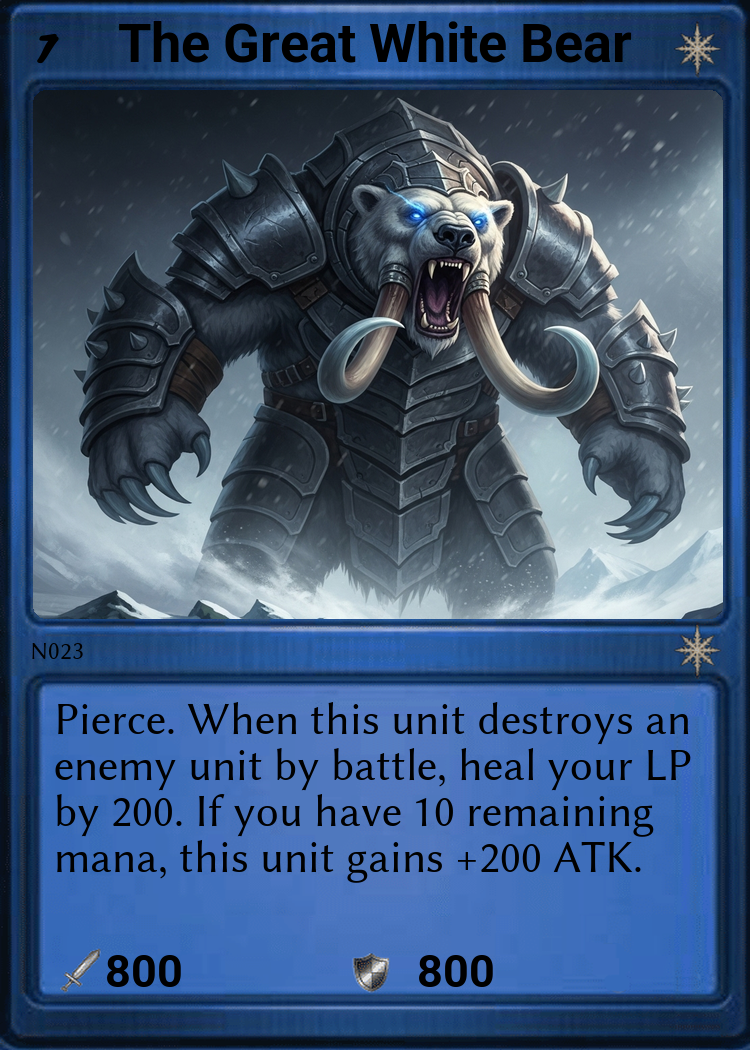 7 The Great White Bear
N023
Pierce. When this unit destroys an
enemy unit by battle, heal your LP
by 200. If you have 10 remaining
mana, this unit gains +200 ATK.
800 800